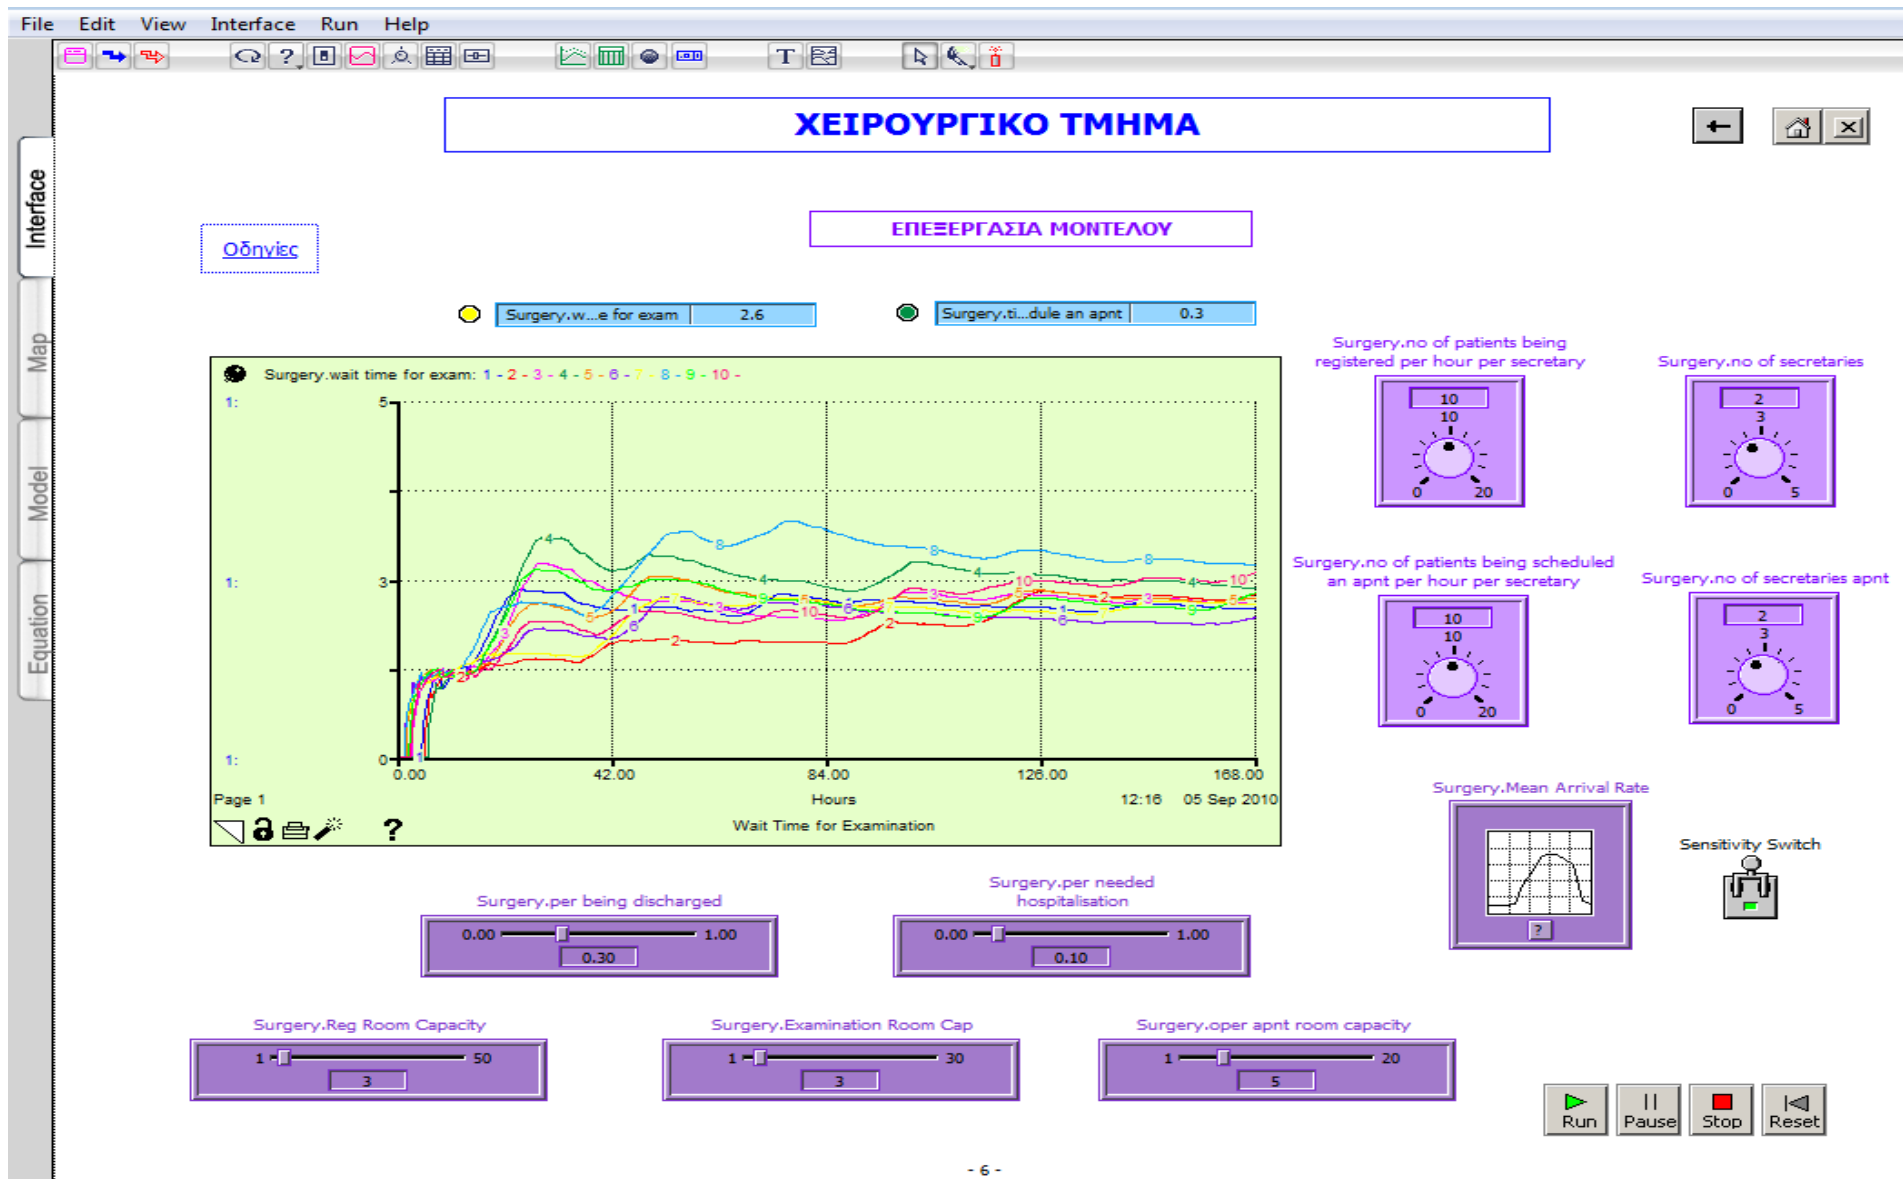 File Edit View Interface Run Help
T
ΧΕΙΡΟΥΡΓΙΚΟ ΤΜΗΜΑ
Interface
Map
Model
Equation
ΕΠΕΞΕΡΓΑΣΙΑ ΜΟΝΤΕΛΟΥ
Οδηγίες
Surgery.w...e for exam 2.6
Surgery.ti...dule an apnt 0.3
Surgery.wait time for exam: 1 - 2 - 3 - 4 - 5 - 6 - 7 - 8 - 9 - 10 -
1: 5
1: 3
1: 0
0.00 42.00 84.00 126.00 168.00
Page 1 Hours 12:16 05 Sep 2010
? Wait Time for Examination
Surgery.no of patients being
registered per hour per secretary
10
10
0 20
Surgery.no of secretaries
2
3
0 5
Surgery.no of patients being scheduled
an apnt per hour per secretary
10
10
0 20
Surgery.no of secretaries apnt
2
3
0 5
Surgery.Mean Arrival Rate
?
Sensitivity Switch
Surgery.per being discharged
0.00 1.00
0.30
Surgery.per needed
hospitalisation
0.00 1.00
0.10
Surgery.Reg Room Capacity
1 50
3
Surgery.Examination Room Cap
1 30
3
Surgery.oper apnt room capacity
1 20
5
Run Pause Stop Reset
- 6 -